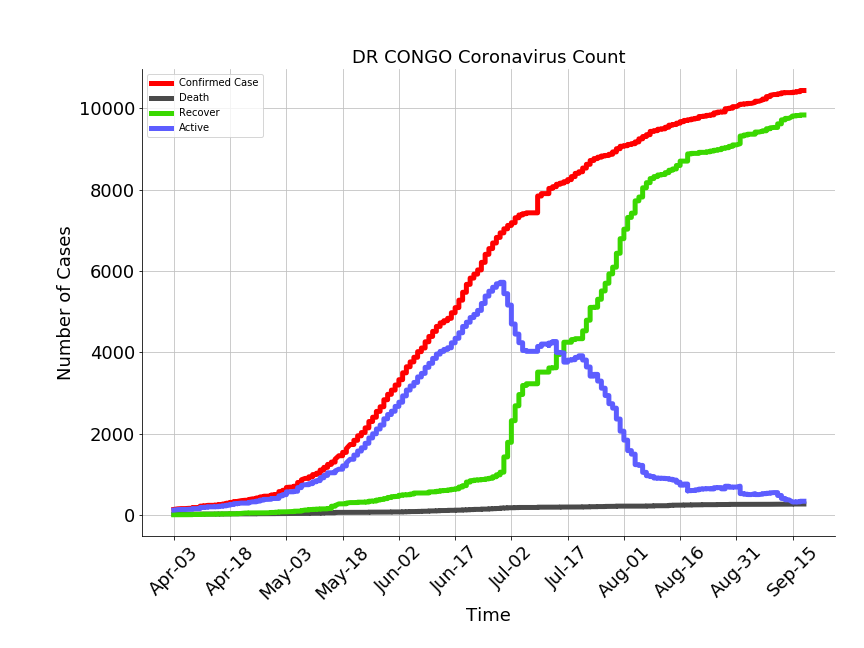 DR CONGO Coronavirus Count
Confirmed Case
Death
Recover
Active
Number of Cases
10000
8000
6000
4000
2000
0
Apr-03 Apr-18 May-03 May-18 Jun-02 Jun-17 Jul-02 Jul-17 Aug-01 Aug-16 Aug-31 Sep-15
Time